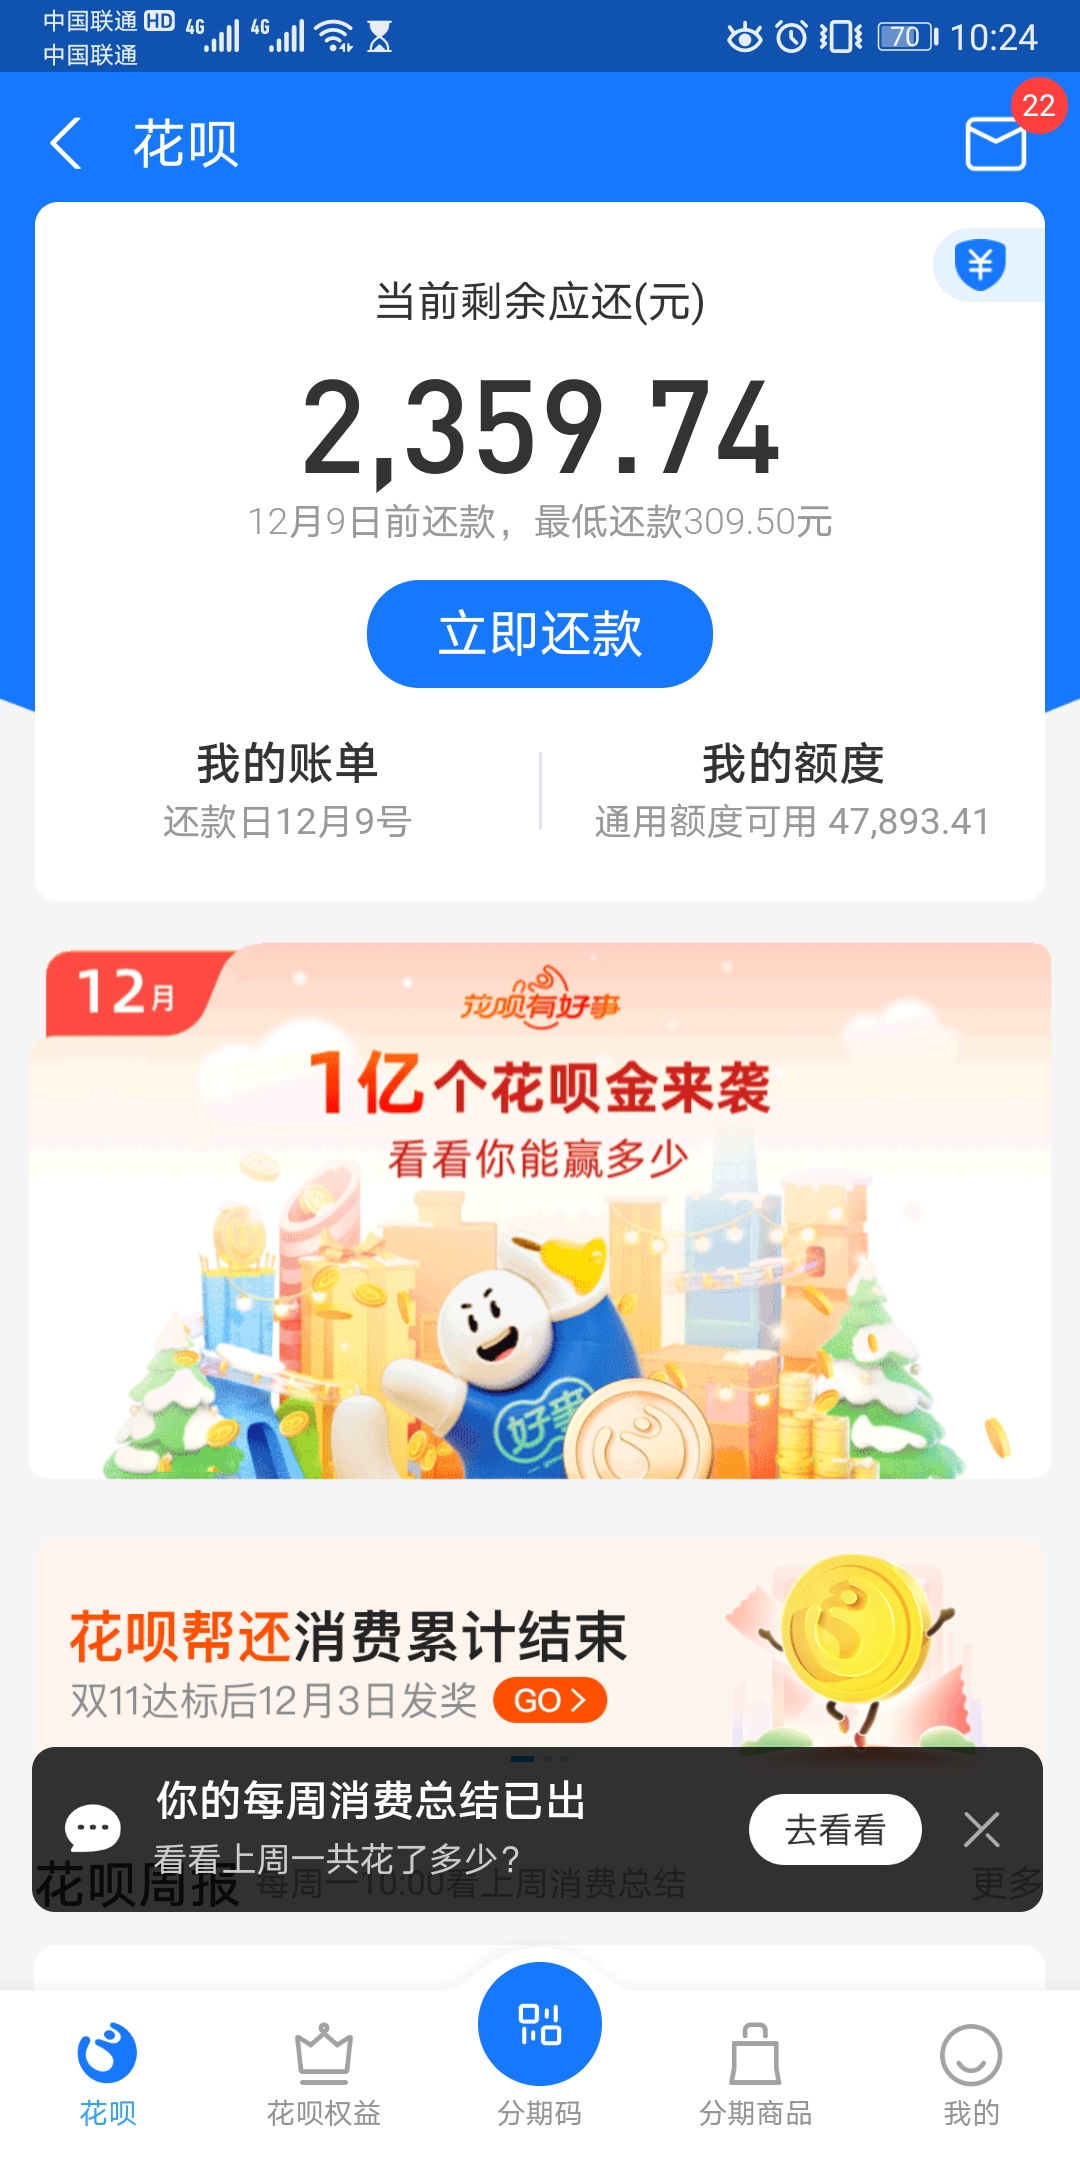 中国联通 HD 4G 4G 70 10:24
中国联通
花呗 22
当前剩余应还(元)
2,359.74
12月9日前还款，最低还款309.50元
立即还款
我的账单 我的额度
还款日12月9号 通用额度可用 47,893.41
12月
花呗有好事
1亿个花呗金来袭
看看你能赢多少
好事
花呗帮还消费累计结束
双11达标后12月3日发奖 GO >
你的每周消费总结已出
看看上周一共花了多少? 去看看
花呗周报 每周一10:00看上周消费总结 更多
花呗 花呗权益 分期码 分期商品 我的